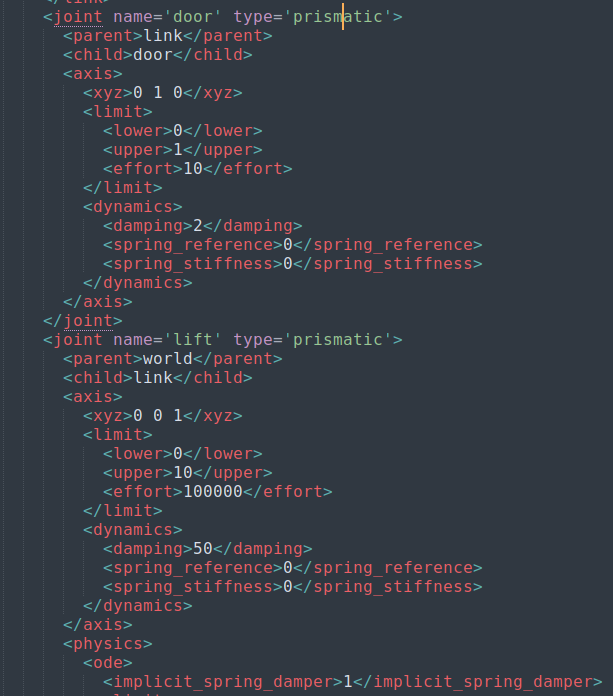 </link>
<joint name='door' type='prismatic'>
<parent>link</parent>
<child>door</child>
<axis>
<xyz>0 1 0</xyz>
<limit>
<lower>0</lower>
<upper>1</upper>
<effort>10</effort>
</limit>
<dynamics>
<damping>2</damping>
<spring_reference>0</spring_reference>
<spring_stiffness>0</spring_stiffness>
</dynamics>
</axis>
</joint>
<joint name='lift' type='prismatic'>
<parent>world</parent>
<child>link</child>
<axis>
<xyz>0 0 1</xyz>
<limit>
<lower>0</lower>
<upper>10</upper>
<effort>100000</effort>
</limit>
<dynamics>
<damping>50</damping>
<spring_reference>0</spring_reference>
<spring_stiffness>0</spring_stiffness>
</dynamics>
</axis>
<physics>
<ode>
<implicit_spring_damper>1</implicit_spring_damper>